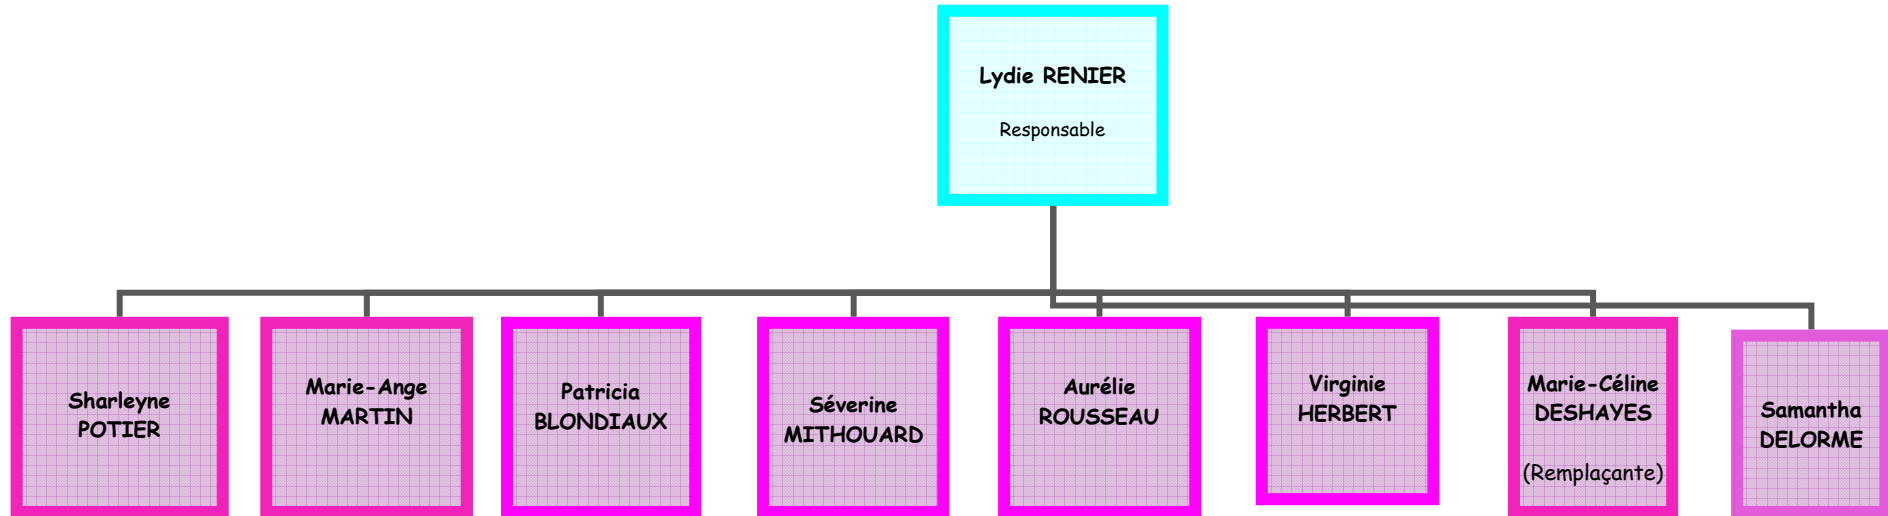 Lydie RENIER
Responsable
Sharleyne
POTIER
Marie-Ange
MARTIN
Patricia
BLONDIAUX
Séverine
MITHOUARD
Aurélie
ROUSSEAU
Virginie
HERBERT
Marie-Céline
DESHAYES
(Remplaçante)
Samantha
DELORME